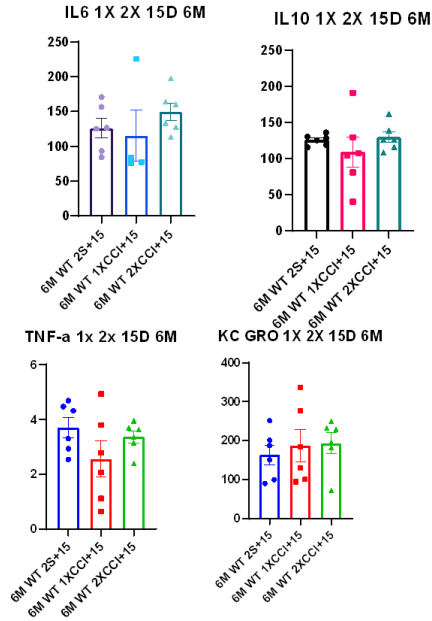 IL6 1X 2X 15D 6M
250
200
150
100
50
0
6M WT 2S+15
6M WT 1XCCI+15
6M WT 2XCCI+15
IL10 1X 2X 15D 6M
250
200
150
100
50
0
6M WT 2S+15
6M WT 1XCCI+15
6M WT 2XCCI+15
TNF-a 1x 2x 15D 6M
6
4
2
0
6M WT 2S+15
6M WT 1XCCI+15
6M WT 2XCCI+15
KC GRO 1X 2X 15D 6M
400
300
200
100
0
6M WT 2S+15
6M WT 1XCCI+15
6M WT 2XCCI+15